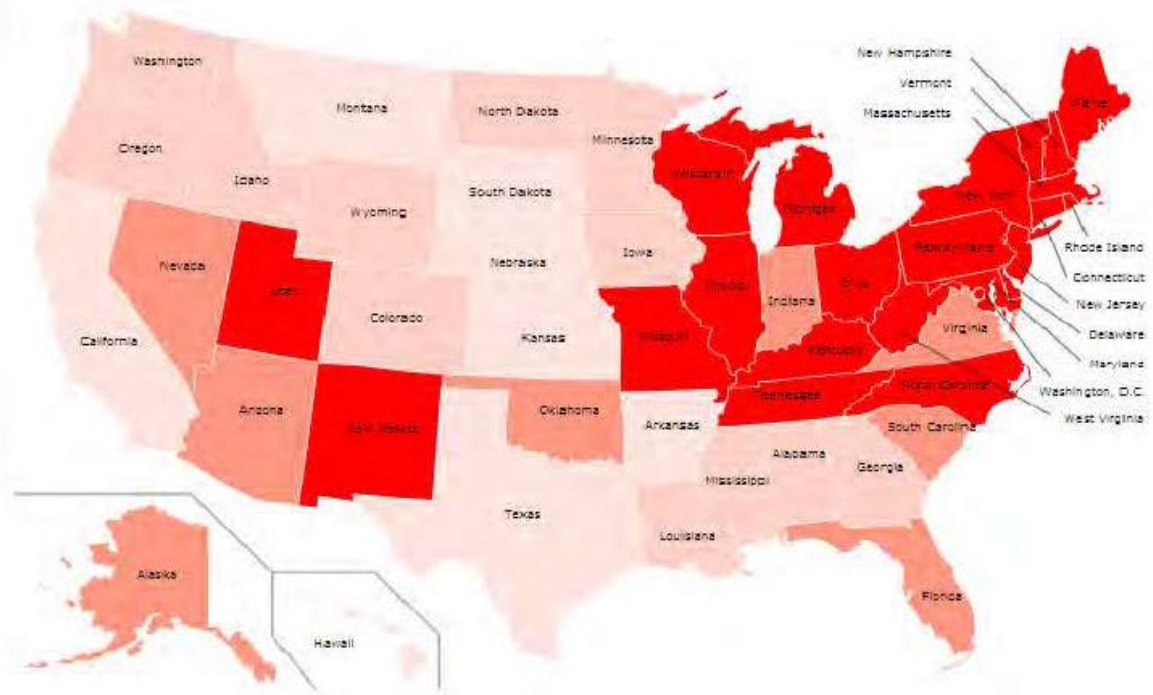 New Hampshire
Vermont
Massachusetts
Washington
Montana
North Dakota
Minnesota
Maine
Oregon
Idaho
Wyoming
South Dakota
Wisconsin
Michigan
New York
Rhode Island
Connecticut
New Jersey
Delaware
Maryland
Washington, D.C.
West Virginia
Nevada
Utah
Colorado
Nebraska
Iowa
Illinois
Indiana
Ohio
Pennsylvania
Virginia
California
Kansas
Missouri
Kentucky
Arizona
New Mexico
Oklahoma
Arkansas
Tennessee
North Carolina
South Carolina
Texas
Louisiana
Mississippi
Alabama
Georgia
Florida
Alaska
Hawaii